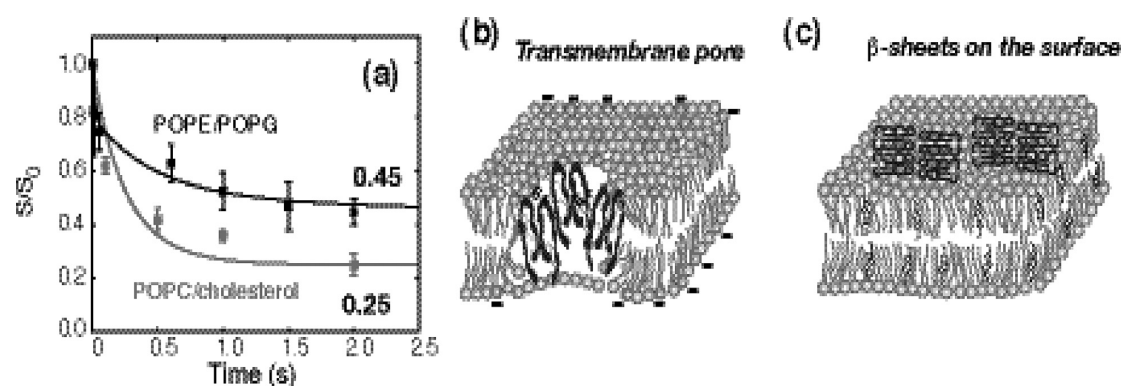 (a)
1.0
0.8
0.6
0.4
0.2
0.0
S/S0
POPE/POPG
0.45
POPC/cholesterol
0.25
0 0.5 1.0 1.5 2.0 2.5
Time (s)
(b)
Transmembrane pore
(c)
β-sheets on the surface